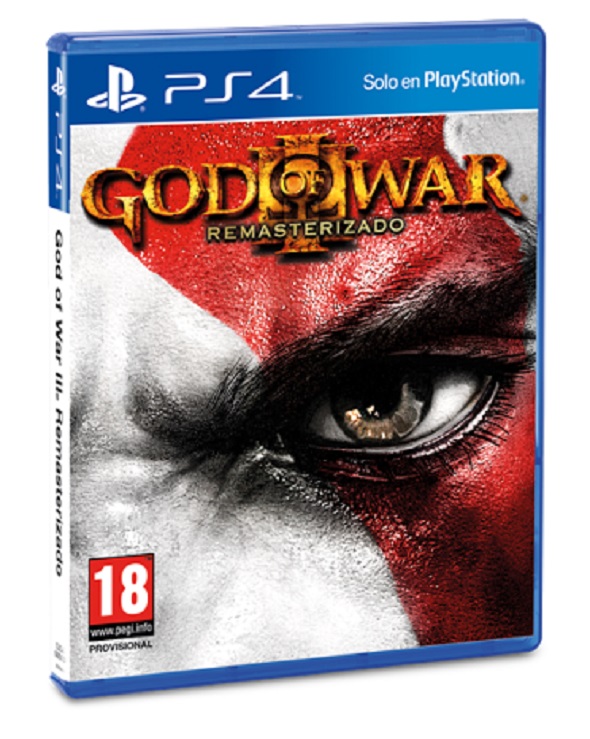 PS4
Solo en PlayStation®
GOD OF WAR
III
REMASTERIZADO
18
www.pegi.info
PROVISIONAL
PS4
God of War III. Remasterizado